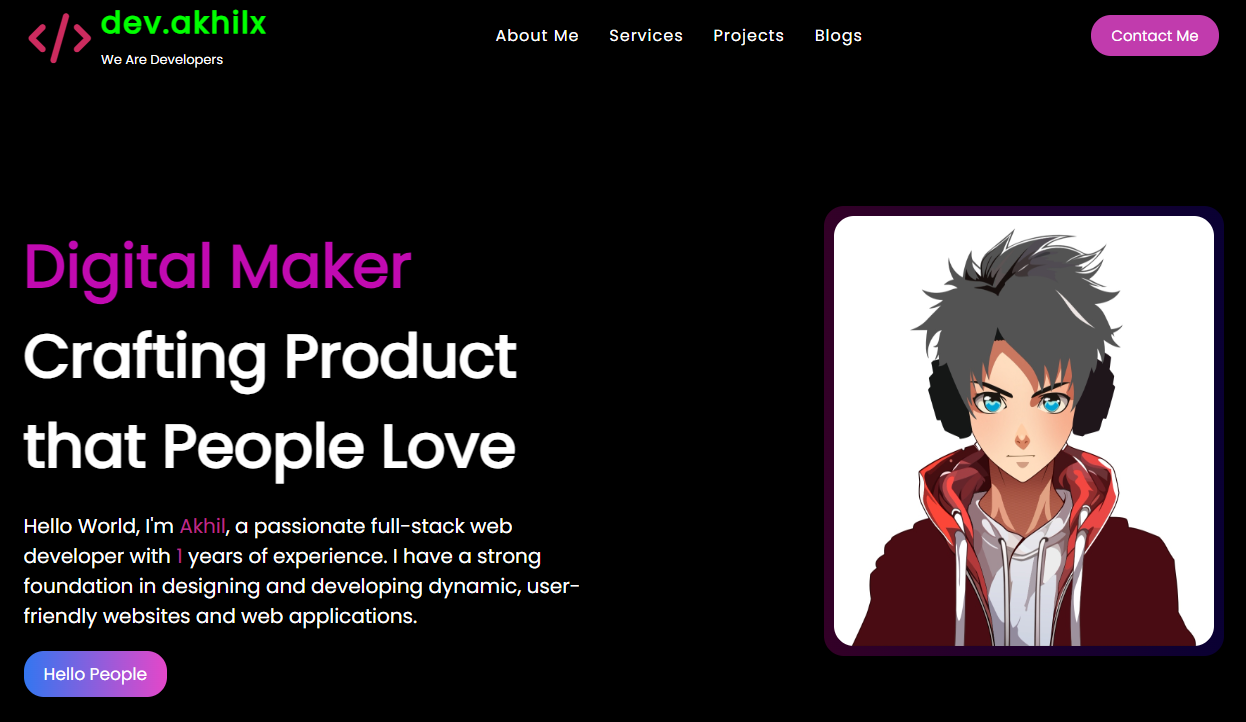 dev.akhilx
We Are Developers
About Me
Services
Projects
Blogs
Contact Me
Digital Maker
Crafting Product
that People Love
Hello World, I'm Akhil, a passionate full-stack web
developer with 1 years of experience. I have a strong
foundation in designing and developing dynamic, user-
friendly websites and web applications.
Hello People